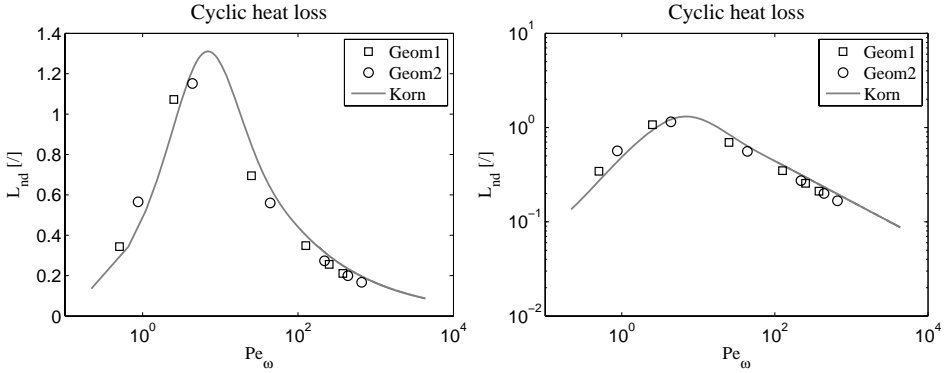 Cyclic heat loss
1.4
1.2
1
0.8
0.6
0.4
0.2
0
L_nd [/]
Geom1
Geom2
Korn
10^0
10^2
10^4
Pe_ω
Cyclic heat loss
10^1
10^0
10^-1
10^-2
L_nd [/]
Geom1
Geom2
Korn
10^0
10^2
10^4
Pe_ω